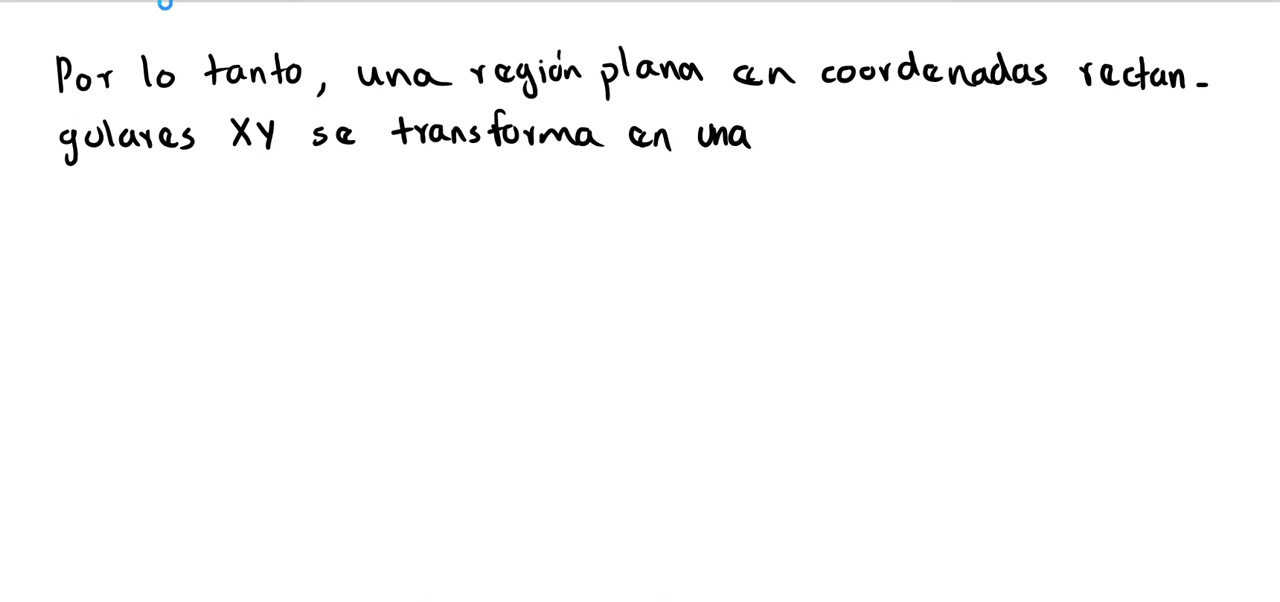 Por lo tanto, una región plana en coordenadas rectan-
gulares XY se transforma en una